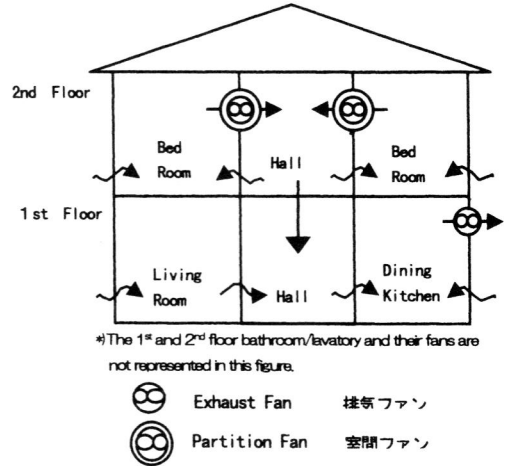 2nd Floor
Bed
Room
Hall
Bed
Room
1st Floor
Living
Room
Hall
Dining
Kitchen
*)The 1st and 2nd floor bathroom/lavatory and their fans are
not represented in this figure.
Exhaust Fan 排気ファン
Partition Fan 室間ファン